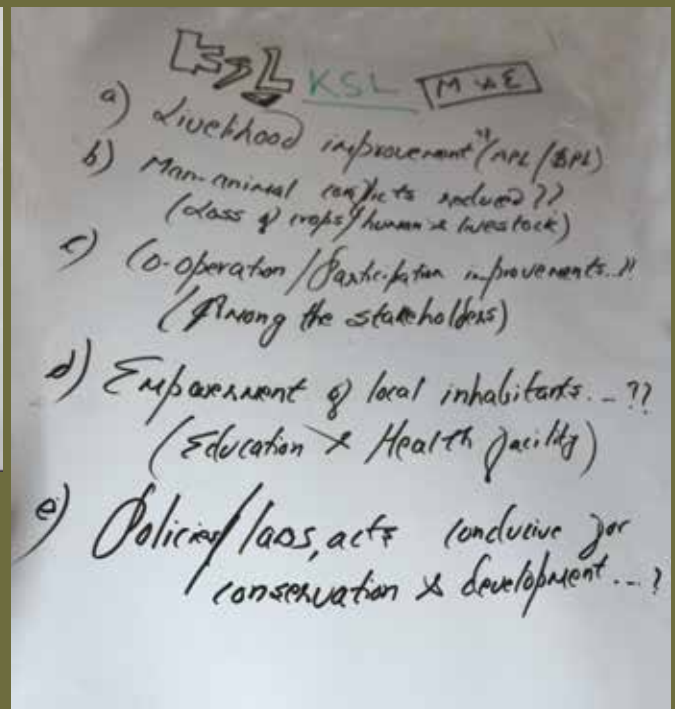 KSL KSL M & E
a) Livelihood improvement" (APL/BPL)
b) Man-animal conflicts reduced??
(Loss of crops/human & livestock)
c) Co-operation/Participation improvements.."
(Among the stakeholders)
d) Empowerment of local inhabitants. _ ??
(Education & Health facility)
e) Policies/laws, acts conducive for
conservation & development...?